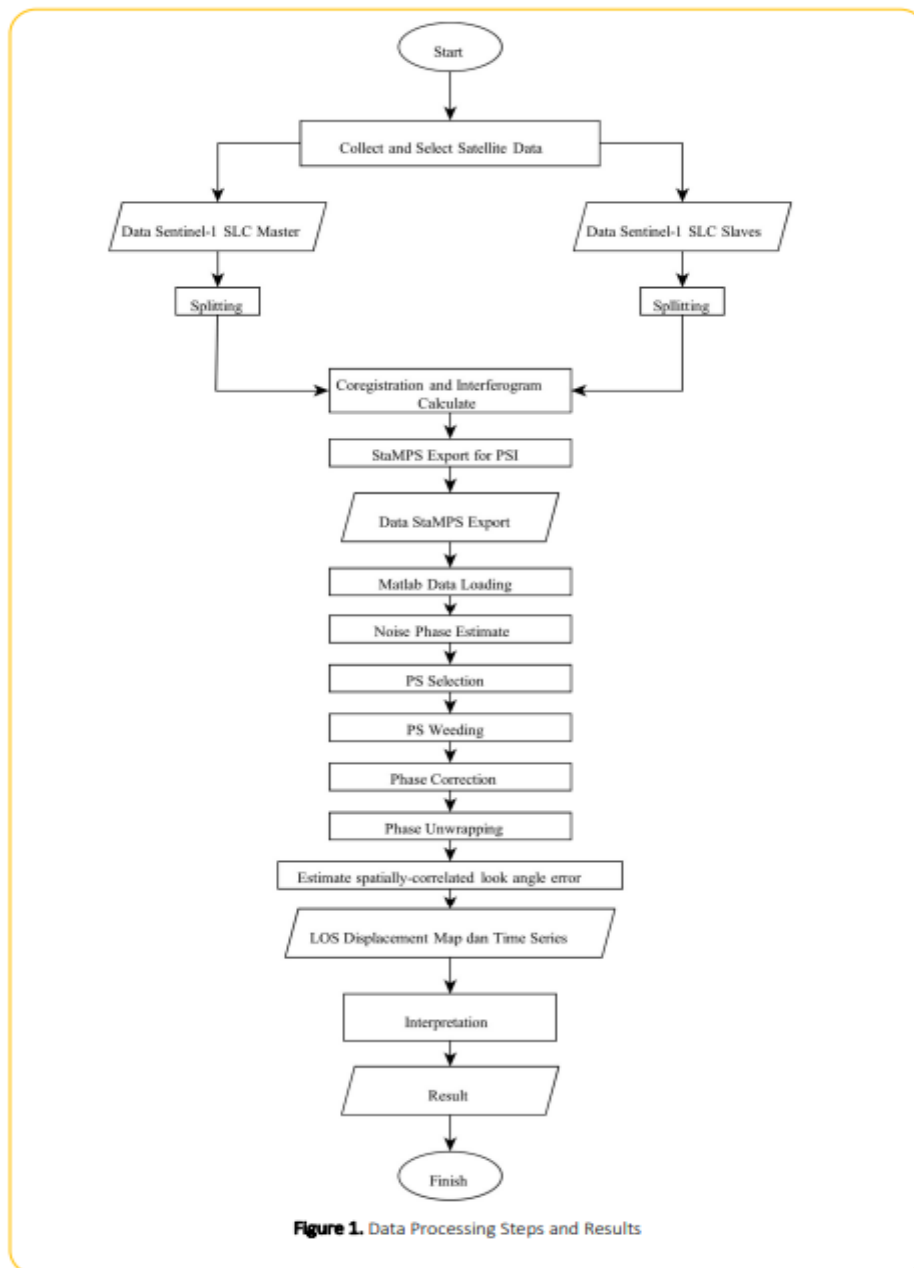 Start
Collect and Select Satellite Data
Data Sentinel-1 SLC Master
Data Sentinel-1 SLC Slaves
Splitting
Spllitting
Coregistration and Interferogram
Calculate
StaMPS Export for PSI
Data StaMPS Export
Matlab Data Loading
Noise Phase Estimate
PS Selection
PS Weeding
Phase Correction
Phase Unwrapping
Estimate spatially-correlated look angle error
LOS Displacement Map dan Time Series
Interpretation
Result
Finish
Figure 1. Data Processing Steps and Results